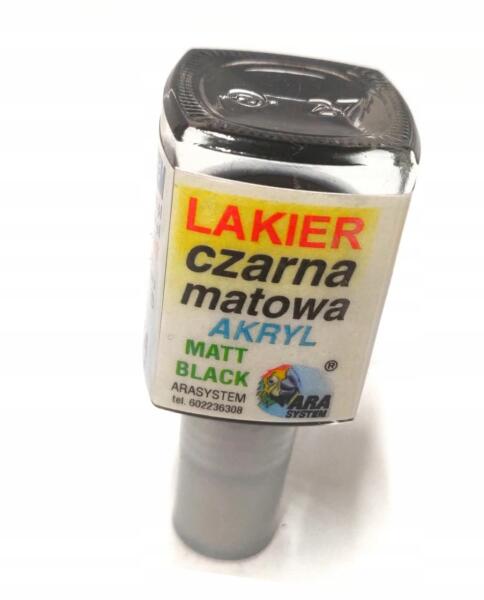 LAKIER
czarna
matowa
AKRYL
MATT
BLACK
ARASYSTEM
tel. 602236308
®
ARA
SYSTEM